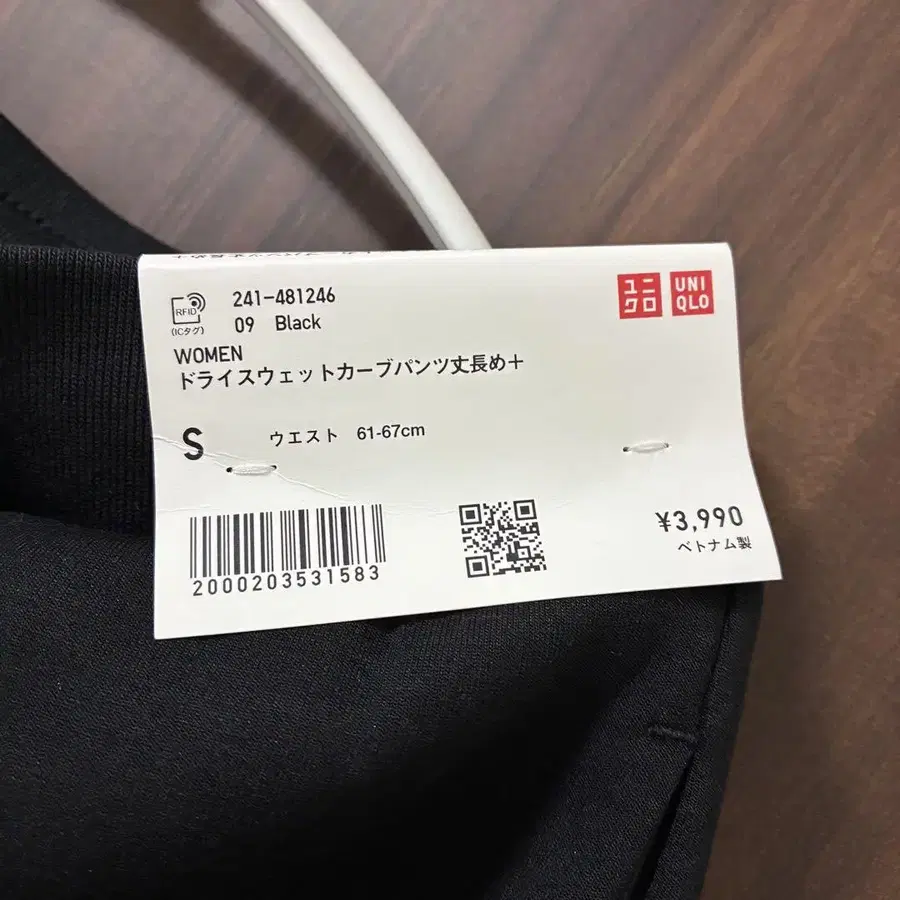 RFID
(ICタグ)
241-481246
09 Black
ユニクロ
UNIQLO
WOMEN
ドライスウェットカーブパンツ丈長め＋
S ウエスト 61-67cm
2000203531583
¥3,990
ベトナム製